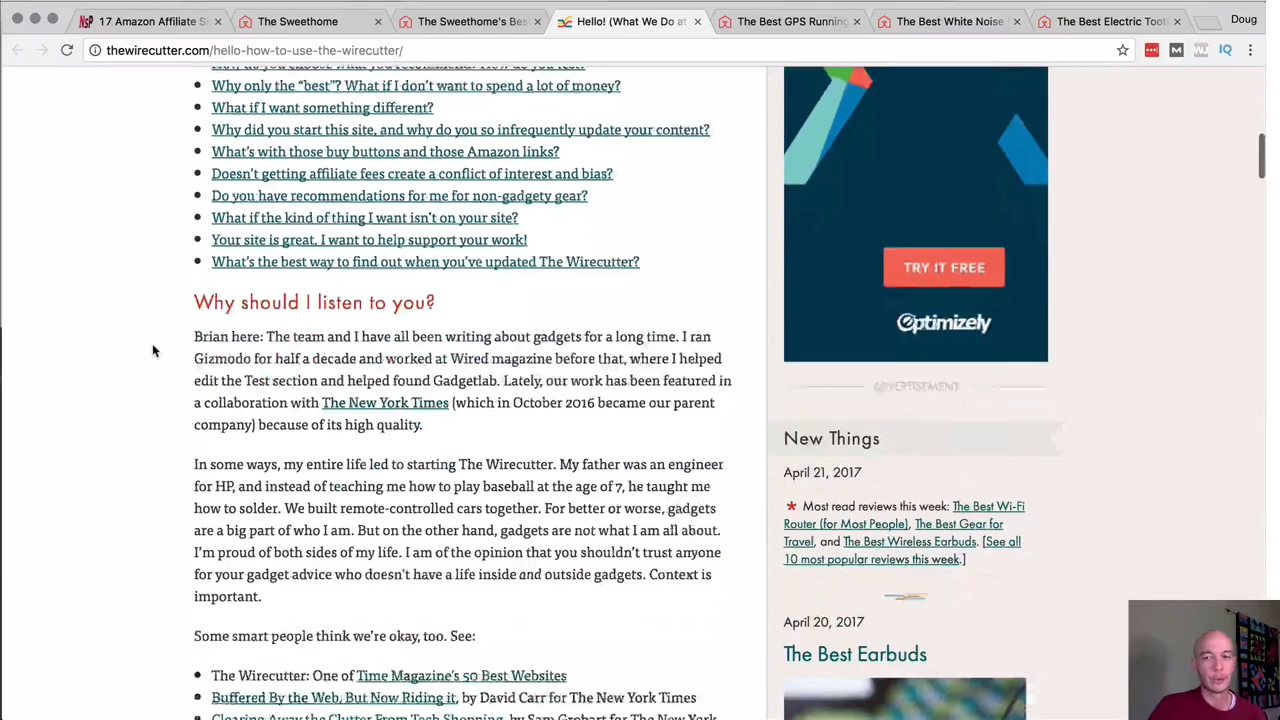 17 Amazon Affiliate Si
The Sweethome
The Sweethome's Bes
Hello! (What We Do at
The Best GPS Running
The Best White Noise
The Best Electric Toot
Doug
thewirecutter.com/hello-how-to-use-the-wirecutter/
Why only the “best”? What if I don’t want to spend a lot of money?
What if I want something different?
Why did you start this site, and why do you so infrequently update your content?
What’s with those buy buttons and those Amazon links?
Doesn’t getting affiliate fees create a conflict of interest and bias?
Do you have recommendations for me for non-gadgety gear?
What if the kind of thing I want isn’t on your site?
Your site is great. I want to help support your work!
What’s the best way to find out when you’ve updated The Wirecutter?
Why should I listen to you?
Brian here: The team and I have all been writing about gadgets for a long time. I ran
Gizmodo for half a decade and worked at Wired magazine before that, where I helped
edit the Test section and helped found Gadgetlab. Lately, our work has been featured in
a collaboration with The New York Times (which in October 2016 became our parent
company) because of its high quality.
In some ways, my entire life led to starting The Wirecutter. My father was an engineer
for HP, and instead of teaching me how to play baseball at the age of 7, he taught me
how to solder. We built remote-controlled cars together. For better or worse, gadgets
are a big part of who I am. But on the other hand, gadgets are not what I am all about.
I’m proud of both sides of my life. I am of the opinion that you shouldn’t trust anyone
for your gadget advice who doesn’t have a life inside and outside gadgets. Context is
important.
Some smart people think we’re okay, too. See:
The Wirecutter: One of Time Magazine’s 50 Best Websites
Buffered By the Web, But Now Riding it, by David Carr for The New York Times
Clearing Away the Clutter From Tech Shopping, by Sam Grobart for The New York
TRY IT FREE
Optimizely
ADVERTISEMENT
New Things
April 21, 2017
* Most read reviews this week: The Best Wi-Fi
Router (for Most People), The Best Gear for
Travel, and The Best Wireless Earbuds. [See all
10 most popular reviews this week.]
April 20, 2017
The Best Earbuds